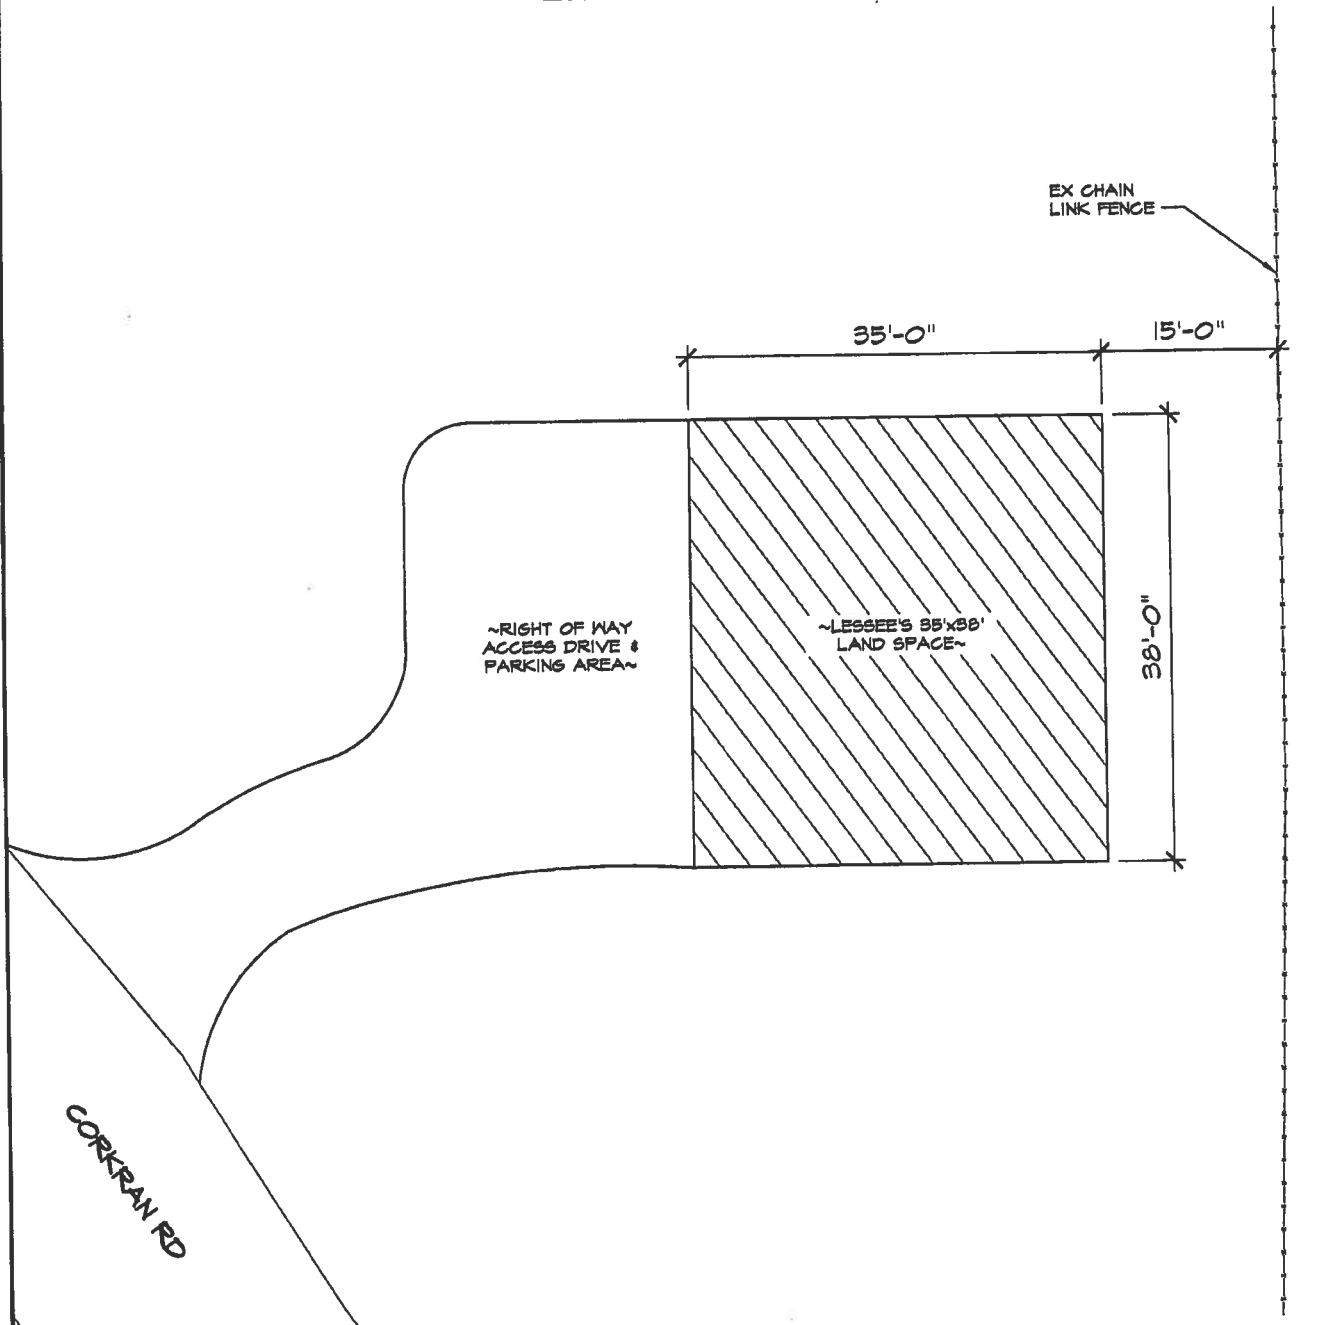 EX CHAIN
LINK FENCE
35'-0"
15'-0"
~RIGHT OF WAY
ACCESS DRIVE &
PARKING AREA~
~LESSEE'S 35'x38'
LAND SPACE~
38'-0"
CORKRAN RD